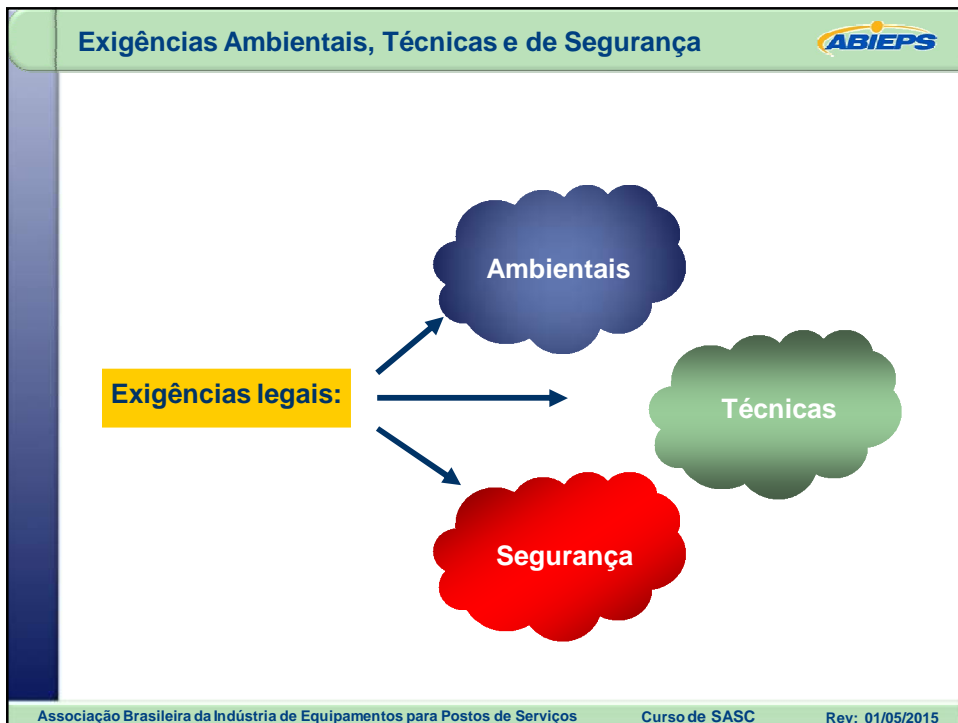 Exigências Ambientais, Técnicas e de Segurança
ABIEPS
Ambientais
Exigências legais:
Técnicas
Segurança
Associação Brasileira da Indústria de Equipamentos para Postos de Serviços
Curso de SASC
Rev: 01/05/2015